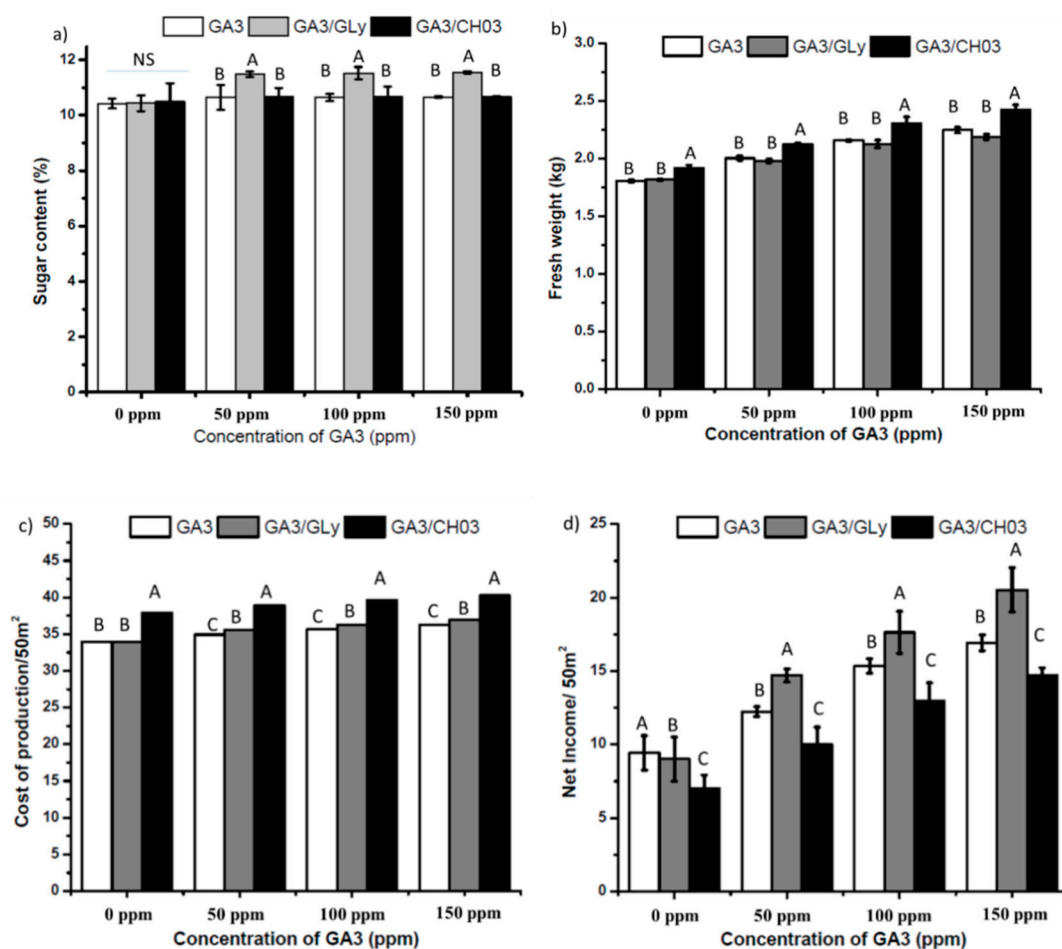 a)
GA3 GA3/GLy GA3/CH03
NS B A B B A B B A B
12
10
8
6
4
2
0
Sugar content (%)
0 ppm 50 ppm 100 ppm 150 ppm
Concentration of GA3 (ppm)
b)
GA3 GA3/GLy GA3/CH03
B B A B B A B B A B B A
3.0
2.5
2.0
1.5
1.0
0.5
0.0
Fresh weight (kg)
0 ppm 50 ppm 100 ppm 150 ppm
Concentration of GA3 (ppm)
c)
GA3 GA3/GLy GA3/CH03
B B A C B A C B A C B A
50
45
40
35
30
25
20
15
10
5
0
Cost of production/50m²
0 ppm 50 ppm 100 ppm 150 ppm
Concentration of GA3 (ppm)
d)
GA3 GA3/GLy GA3/CH03
A B C B A C B A C B A C
25
20
15
10
5
0
Net Income/ 50m²
0 ppm 50 ppm 100 ppm 150 ppm
Concentration of GA3 (ppm)